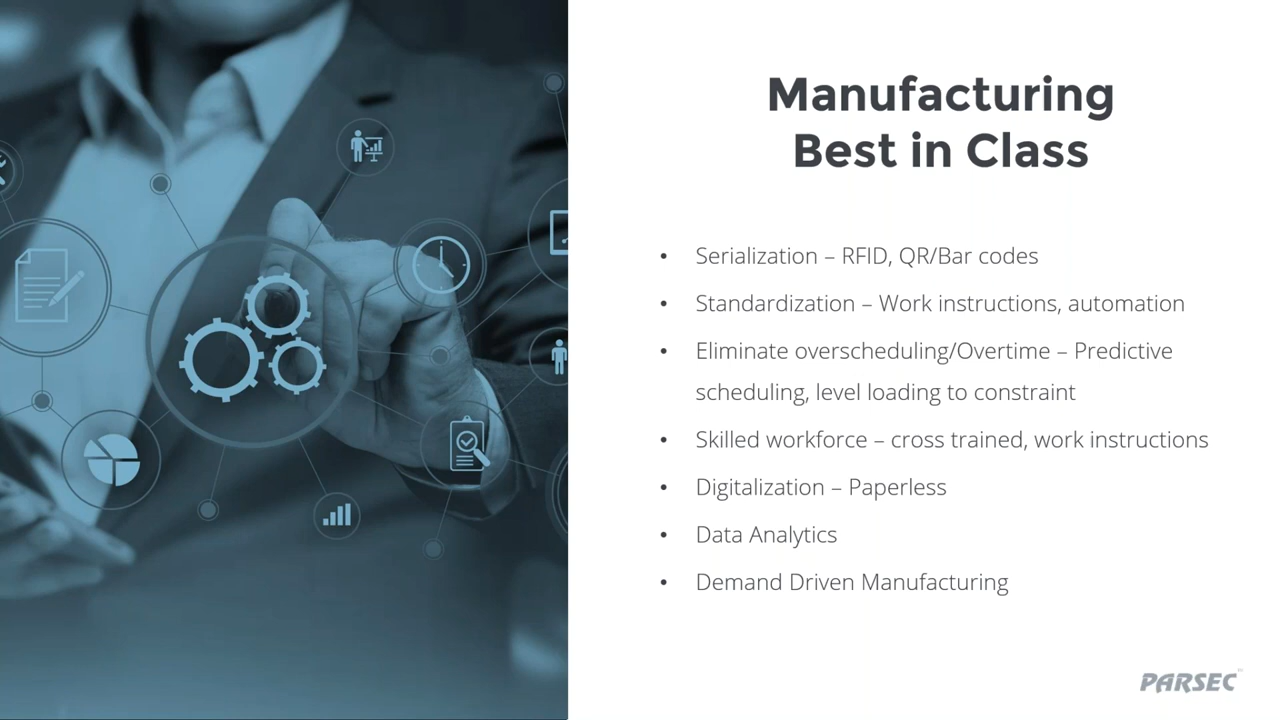 Manufacturing
Best in Class
• Serialization – RFID, QR/Bar codes
• Standardization – Work instructions, automation
• Eliminate overscheduling/Overtime – Predictive
scheduling, level loading to constraint
• Skilled workforce – cross trained, work instructions
• Digitalization – Paperless
• Data Analytics
• Demand Driven Manufacturing
PARSEC